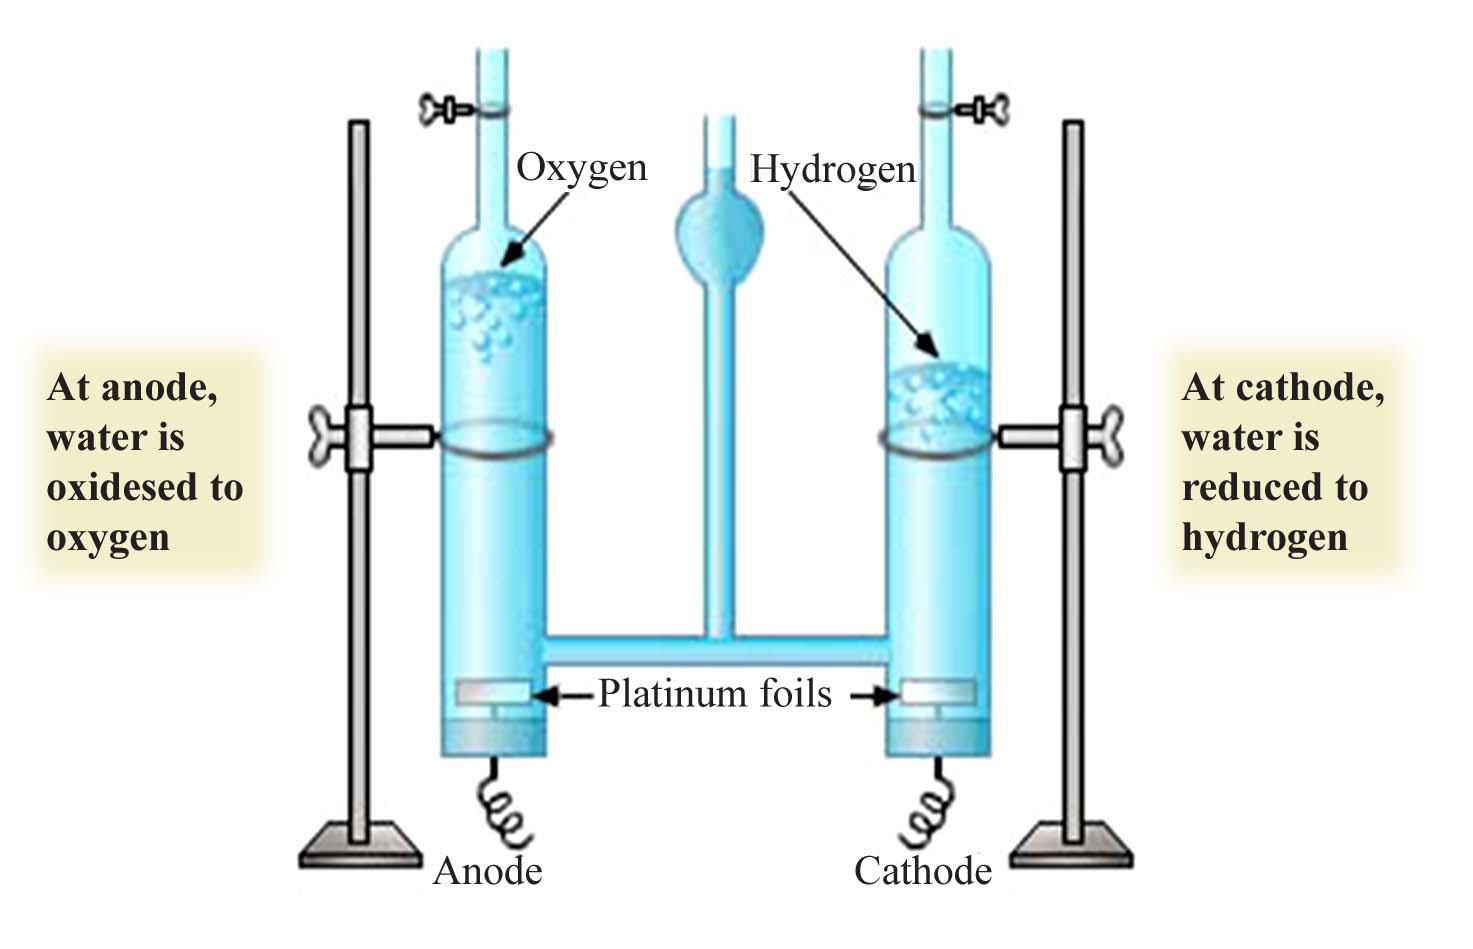 Oxygen
Hydrogen
At anode,
water is
oxidesed to
oxygen
At cathode,
water is
reduced to
hydrogen
Platinum foils
Anode
Cathode